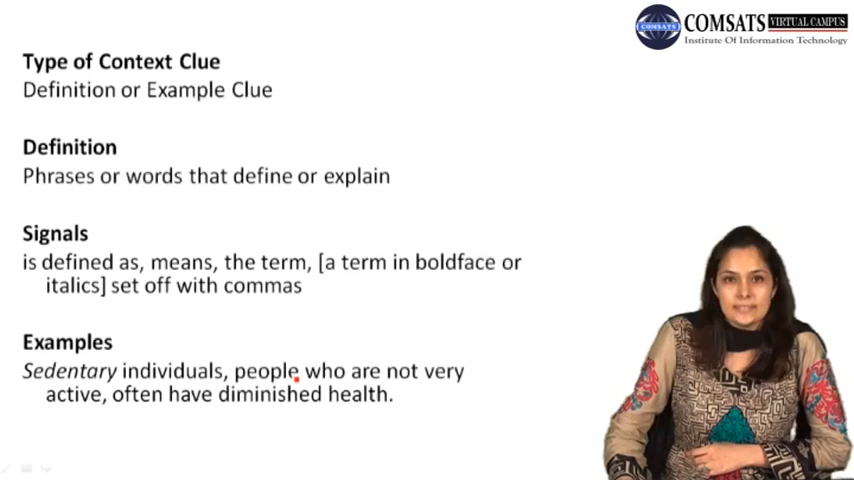 COMSATS VIRTUAL CAMPUS
COMSATS
Institute Of Information Technology
Type of Context Clue
Definition or Example Clue
Definition
Phrases or words that define or explain
Signals
is defined as, means, the term, [a term in boldface or
italics] set off with commas
Examples
Sedentary individuals, people who are not very
active, often have diminished health.